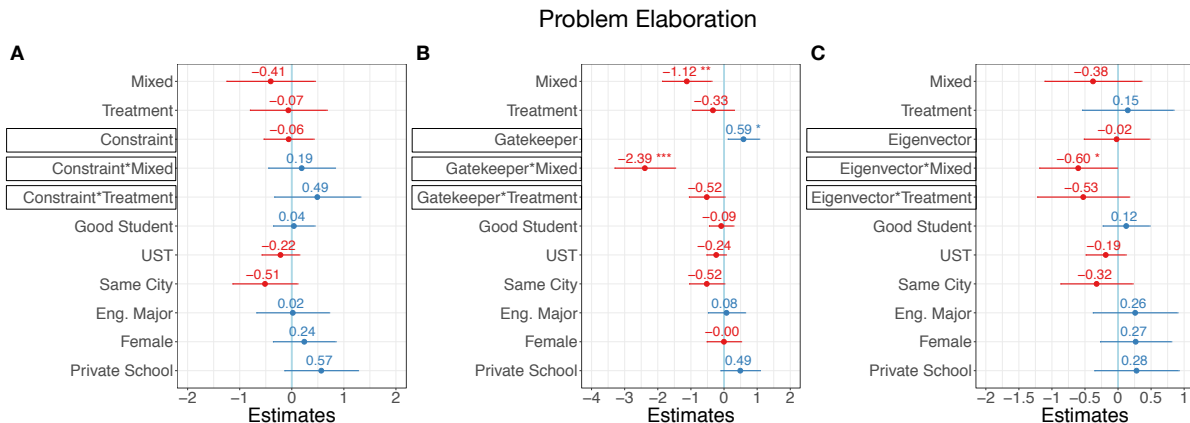 Problem Elaboration
A
Mixed
Treatment
Constraint
Constraint*Mixed
Constraint*Treatment
Good Student
UST
Same City
Eng. Major
Female
Private School
−0.41
−0.07
−0.06
0.19
0.49
0.04
−0.22
−0.51
0.02
0.24
0.57
−2 −1 0 1 2
Estimates
B
Mixed
Treatment
Gatekeeper
Gatekeeper*Mixed
Gatekeeper*Treatment
Good Student
UST
Same City
Eng. Major
Female
Private School
−1.12 **
−0.33
0.59 *
−2.39 ***
−0.52
−0.09
−0.24
−0.52
0.08
−0.00
0.49
−4 −3 −2 −1 0 1 2
Estimates
C
Mixed
Treatment
Eigenvector
Eigenvector*Mixed
Eigenvector*Treatment
Good Student
UST
Same City
Eng. Major
Female
Private School
−0.38
0.15
−0.02
−0.60 *
−0.53
0.12
−0.19
−0.32
0.26
0.27
0.28
−2 −1.5 −1 −0.5 0 0.5 1
Estimates